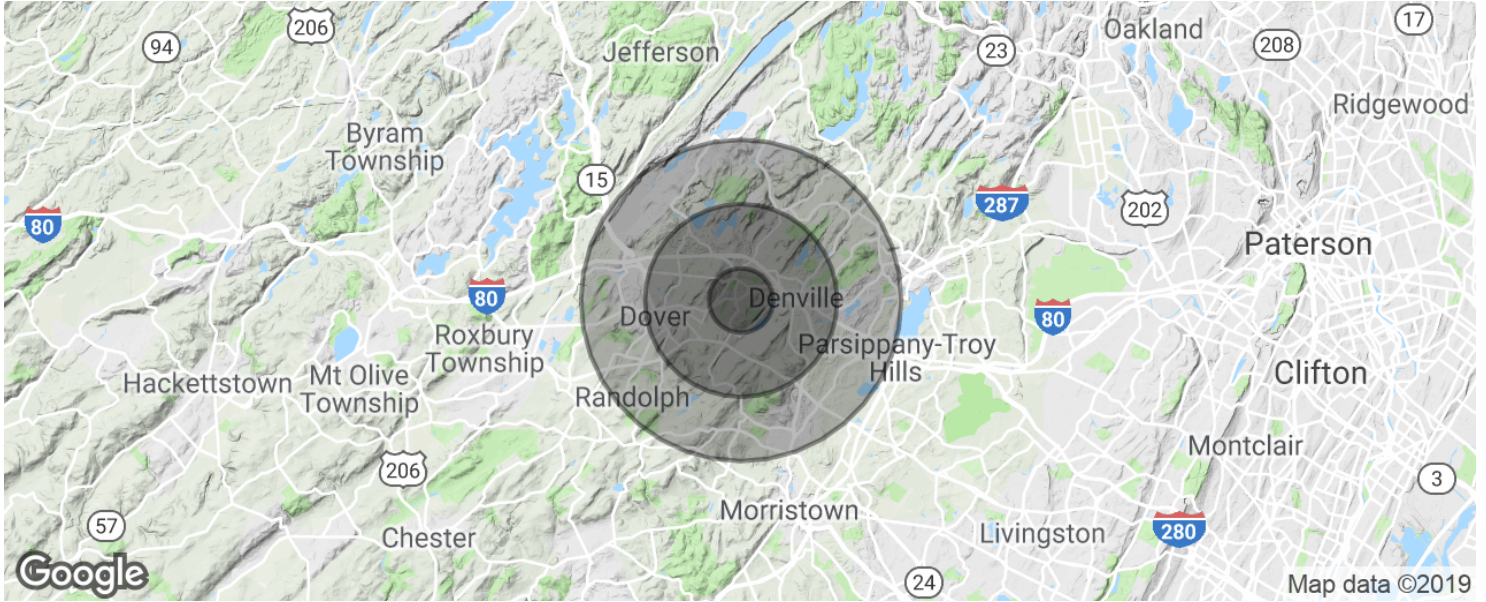 206
17
94
Oakland
Jefferson
23
208
Ridgewood
Byram
Township
15
287
202
80
Paterson
80
Denville
Dover
80
Roxbury
Township
Parsippany-Troy
Hills
Hackettstown
Mt Olive
Township
Clifton
Randolph
Montclair
206
3
Morristown
57
Chester
Livingston
280
Google
24
Map data ©2019